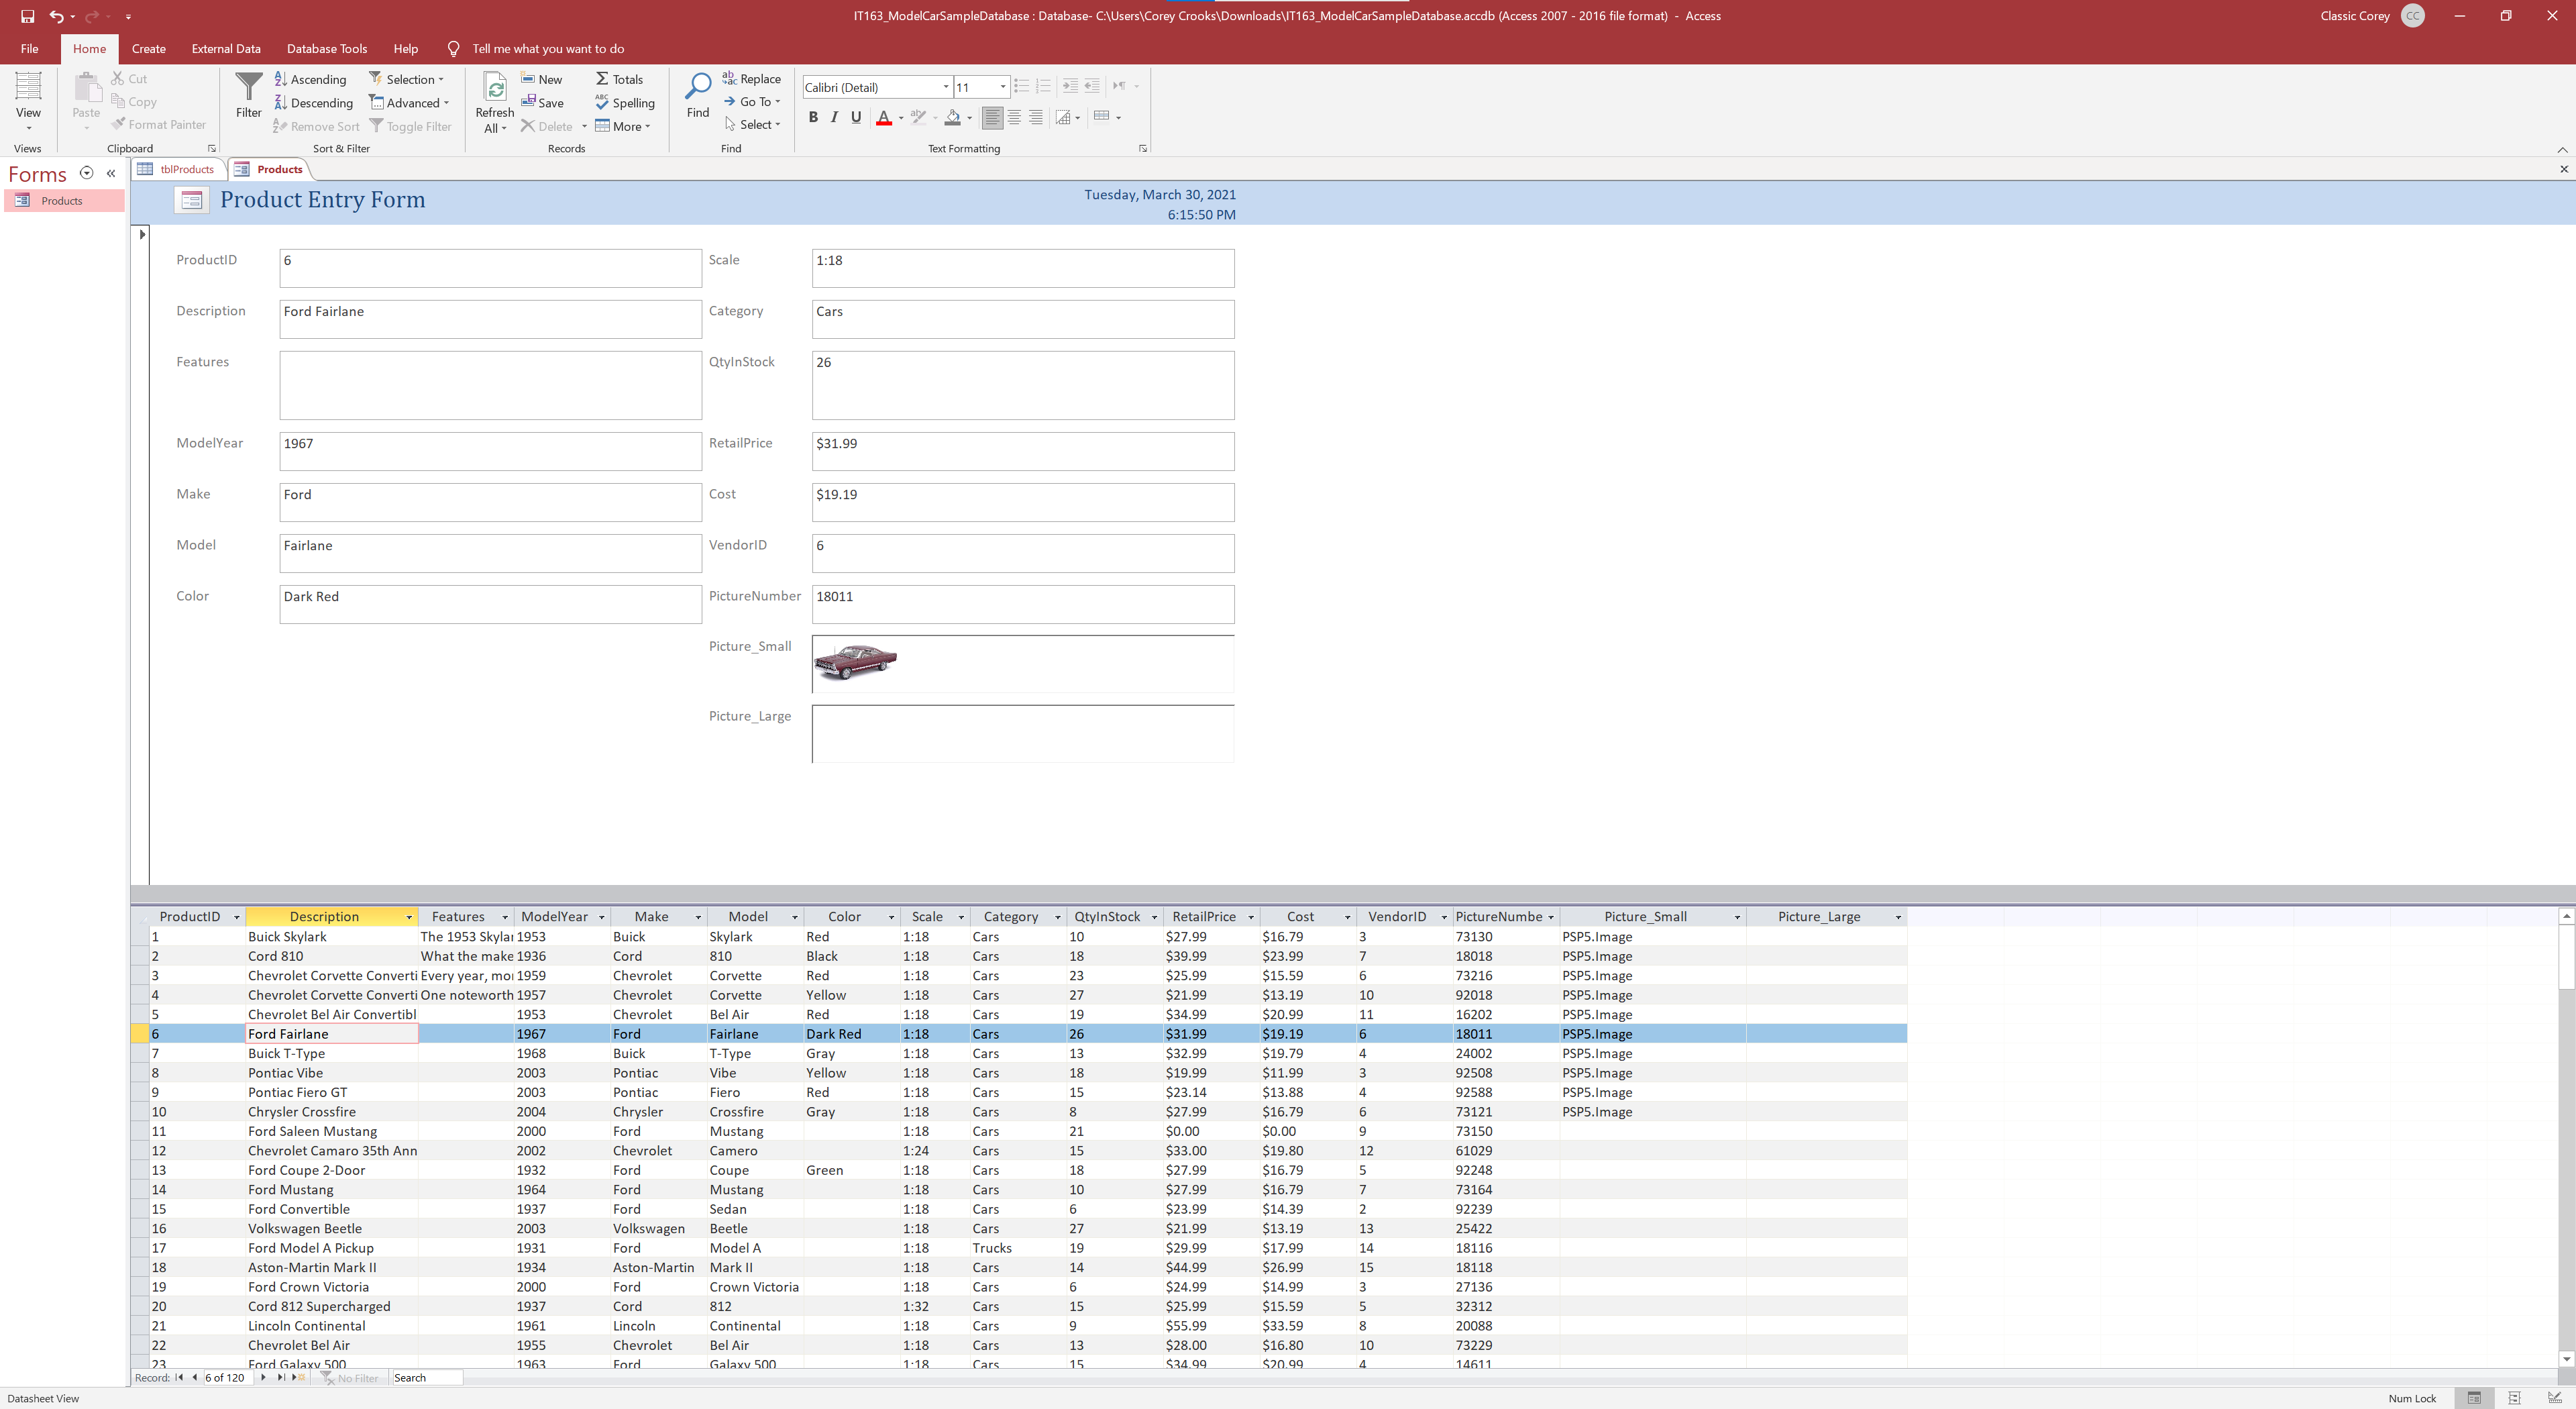 IT163_ModelCarSampleDatabase : Database- C:\Users\Corey Crooks\Downloads\IT163_ModelCarSampleDatabase.accdb (Access 2007 - 2016 file format) - Access
Classic Corey CC
File Home Create External Data Database Tools Help Tell me what you want to do
View
Views
Paste
Cut
Copy
Format Painter
Clipboard
Filter
Ascending
Descending
Remove Sort
Selection
Advanced
Toggle Filter
Sort & Filter
Refresh
All
New
Save
Delete
Totals
Spelling
More
Records
Find
Replace
Go To
Select
Find
Calibri (Detail) 11
B I U A
Text Formatting
Forms
Products
tblProducts Products
Product Entry Form
Tuesday, March 30, 2021
6:15:50 PM
ProductID 6 Scale 1:18
Description Ford Fairlane Category Cars
Features QtyInStock 26
ModelYear 1967 RetailPrice $31.99
Make Ford Cost $19.19
Model Fairlane VendorID 6
Color Dark Red PictureNumber 18011
Picture_Small
Picture_Large
ProductID Description Features ModelYear Make Model Color Scale Category QtyInStock RetailPrice Cost VendorID PictureNumbe Picture_Small Picture_Large
1 Buick Skylark The 1953 Skylar 1953 Buick Skylark Red 1:18 Cars 10 $27.99 $16.79 3 73130 PSP5.Image
2 Cord 810 What the make 1936 Cord 810 Black 1:18 Cars 18 $39.99 $23.99 7 18018 PSP5.Image
3 Chevrolet Corvette Converti Every year, mo 1959 Chevrolet Corvette Red 1:18 Cars 23 $25.99 $15.59 6 73216 PSP5.Image
4 Chevrolet Corvette Converti One noteworth 1957 Chevrolet Corvette Yellow 1:18 Cars 27 $21.99 $13.19 10 92018 PSP5.Image
5 Chevrolet Bel Air Convertibl 1953 Chevrolet Bel Air Red 1:18 Cars 19 $34.99 $20.99 11 16202 PSP5.Image
6 Ford Fairlane 1967 Ford Fairlane Dark Red 1:18 Cars 26 $31.99 $19.19 6 18011 PSP5.Image
7 Buick T-Type 1968 Buick T-Type Gray 1:18 Cars 13 $32.99 $19.79 4 24002 PSP5.Image
8 Pontiac Vibe 2003 Pontiac Vibe Yellow 1:18 Cars 18 $19.99 $11.99 3 92508 PSP5.Image
9 Pontiac Fiero GT 2003 Pontiac Fiero Red 1:18 Cars 15 $23.14 $13.88 4 92588 PSP5.Image
10 Chrysler Crossfire 2004 Chrysler Crossfire Gray 1:18 Cars 8 $27.99 $16.79 6 73121 PSP5.Image
11 Ford Saleen Mustang 2000 Ford Mustang 1:18 Cars 21 $0.00 $0.00 9 73150
12 Chevrolet Camaro 35th Ann 2002 Chevrolet Camero 1:24 Cars 15 $33.00 $19.80 12 61029
13 Ford Coupe 2-Door 1932 Ford Coupe Green 1:18 Cars 18 $27.99 $16.79 5 92248
14 Ford Mustang 1964 Ford Mustang 1:18 Cars 10 $27.99 $16.79 7 73164
15 Ford Convertible 1937 Ford Sedan 1:18 Cars 6 $23.99 $14.39 2 92239
16 Volkswagen Beetle 2003 Volkswagen Beetle 1:18 Cars 27 $21.99 $13.19 13 25422
17 Ford Model A Pickup 1931 Ford Model A 1:18 Trucks 19 $29.99 $17.99 14 18116
18 Aston-Martin Mark II 1934 Aston-Martin Mark II 1:18 Cars 14 $44.99 $26.99 15 18118
19 Ford Crown Victoria 2000 Ford Crown Victoria 1:18 Cars 6 $24.99 $14.99 3 27136
20 Cord 812 Supercharged 1937 Cord 812 1:32 Cars 15 $25.99 $15.59 5 32312
21 Lincoln Continental 1961 Lincoln Continental 1:18 Cars 9 $55.99 $33.59 8 20088
22 Chevrolet Bel Air 1955 Chevrolet Bel Air 1:18 Cars 13 $28.00 $16.80 10 73229
23 Ford Galaxy 500 1963 Ford Galaxy 500 1:18 Cars 15 $34.99 $20.99 4 14611
Record: 6 of 120 No Filter Search
Datasheet View Num Lock